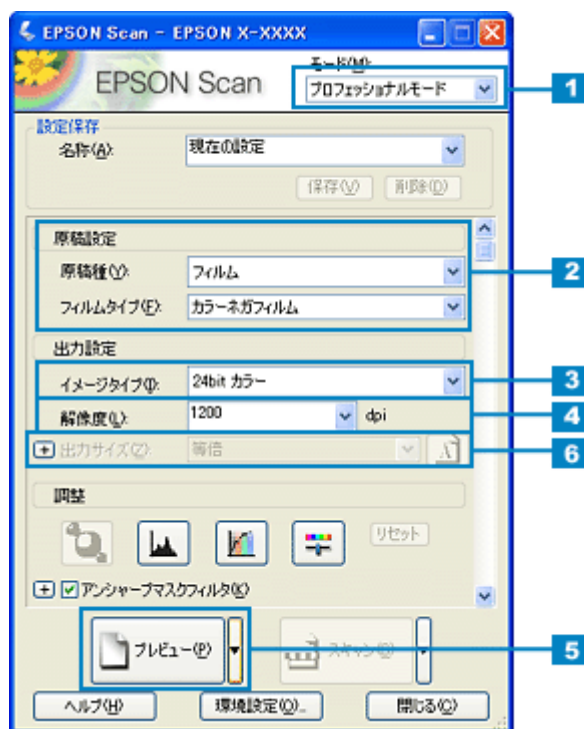 EPSON Scan - EPSON X-XXXX
EPSON Scan
モード(M):
プロフェッショナルモード
1
設定保存
名称(A):
現在の設定
保存(V)
削除(D)
原稿設定
原稿種(Y):
フィルム
2
フィルムタイプ(F):
カラーネガフィルム
出力設定
イメージタイプ(I):
24bit カラー
3
解像度(L):
1200
dpi
4
出力サイズ(Z):
等倍
6
調整
リセット
アンシャープマスクフィルタ(K)
プレビュー(P)
スキャン(S)
5
ヘルプ(H)
環境設定(O)...
閉じる(C)